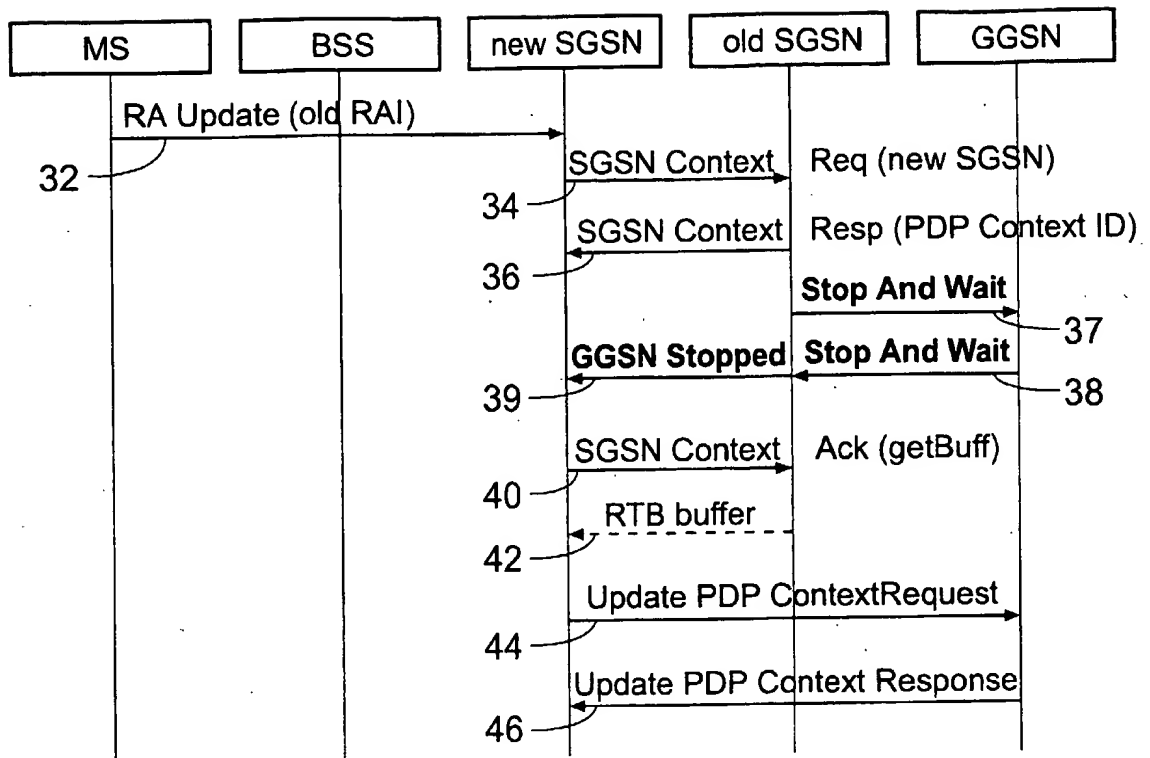 MS BSS new SGSN old SGSN GGSN
RA Update (old RAI)
32
SGSN Context Req (new SGSN)
34
SGSN Context Resp (PDP Context ID)
36
Stop And Wait
37
GGSN Stopped Stop And Wait
39 38
SGSN Context Ack (getBuff)
40
RTB buffer
42
Update PDP ContextRequest
44
Update PDP Context Response
46